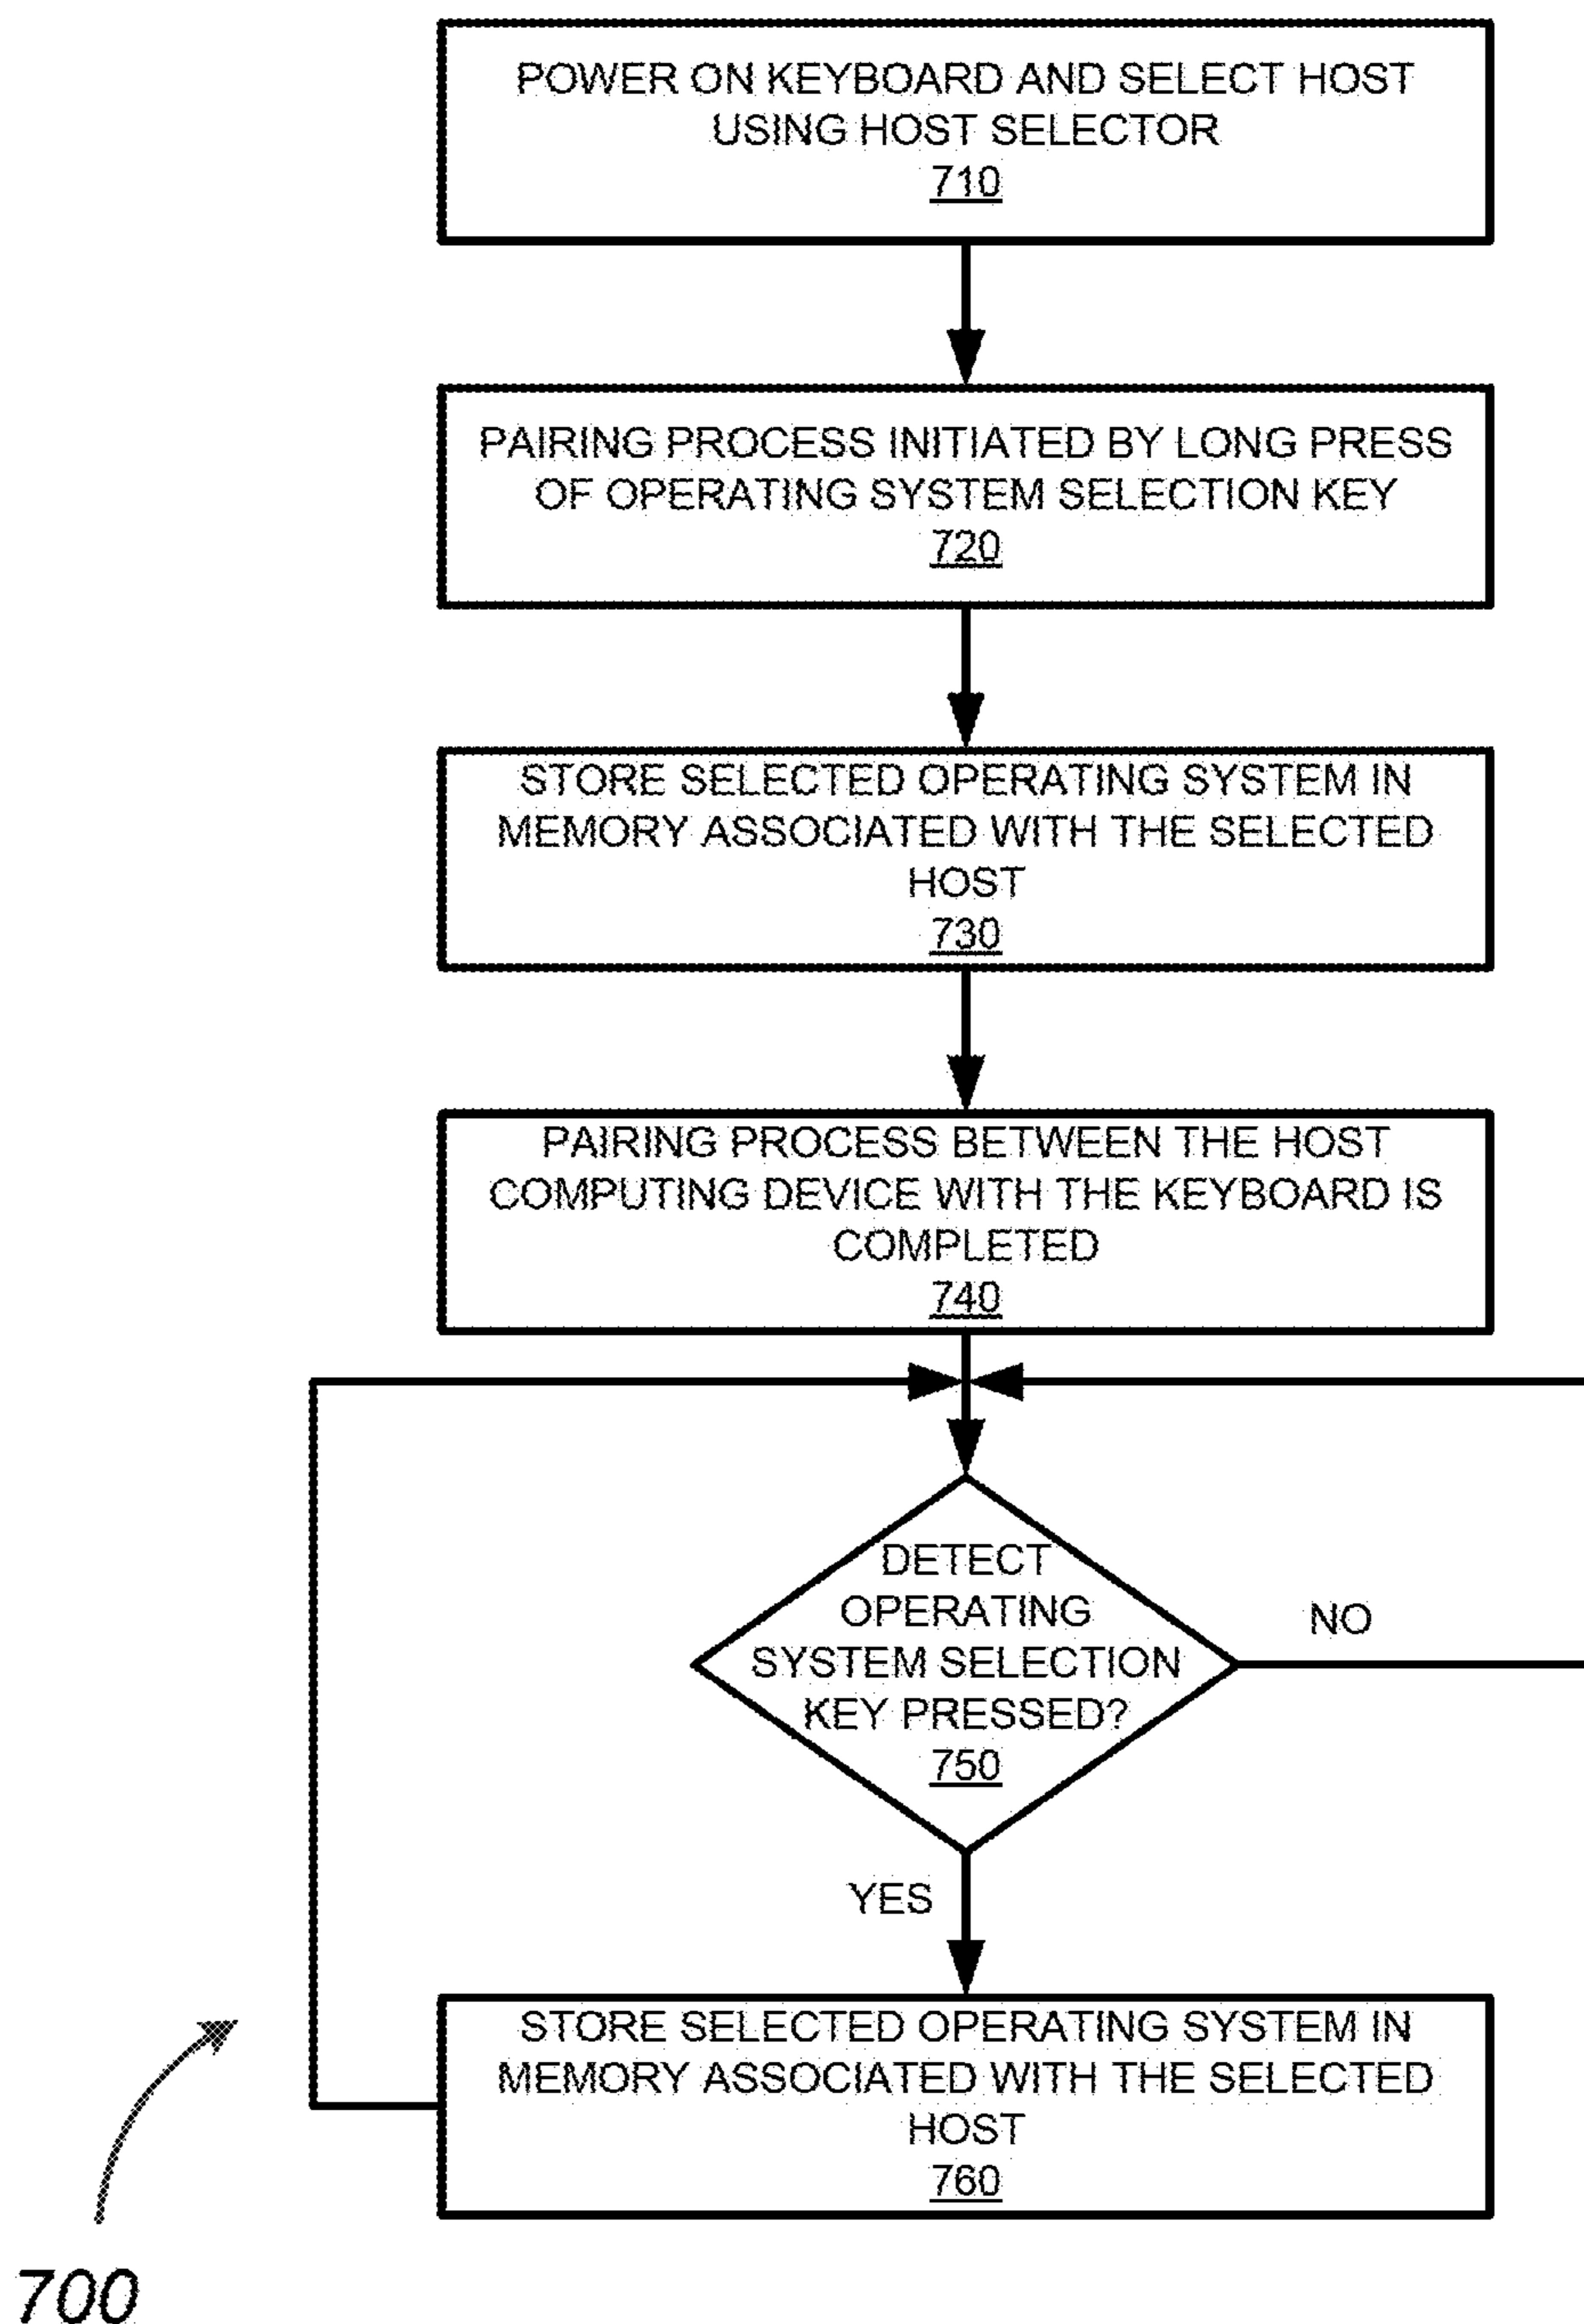 POWER ON KEYBOARD AND SELECT HOST
USING HOST SELECTOR
710
PAIRING PROCESS INITIATED BY LONG PRESS
OF OPERATING SYSTEM SELECTION KEY
720
STORE SELECTED OPERATING SYSTEM IN
MEMORY ASSOCIATED WITH THE SELECTED
HOST
730
PAIRING PROCESS BETWEEN THE HOST
COMPUTING DEVICE WITH THE KEYBOARD IS
COMPLETED
740
DETECT
OPERATING
SYSTEM SELECTION
KEY PRESSED?
750
NO
YES
STORE SELECTED OPERATING SYSTEM IN
MEMORY ASSOCIATED WITH THE SELECTED
HOST
760
700